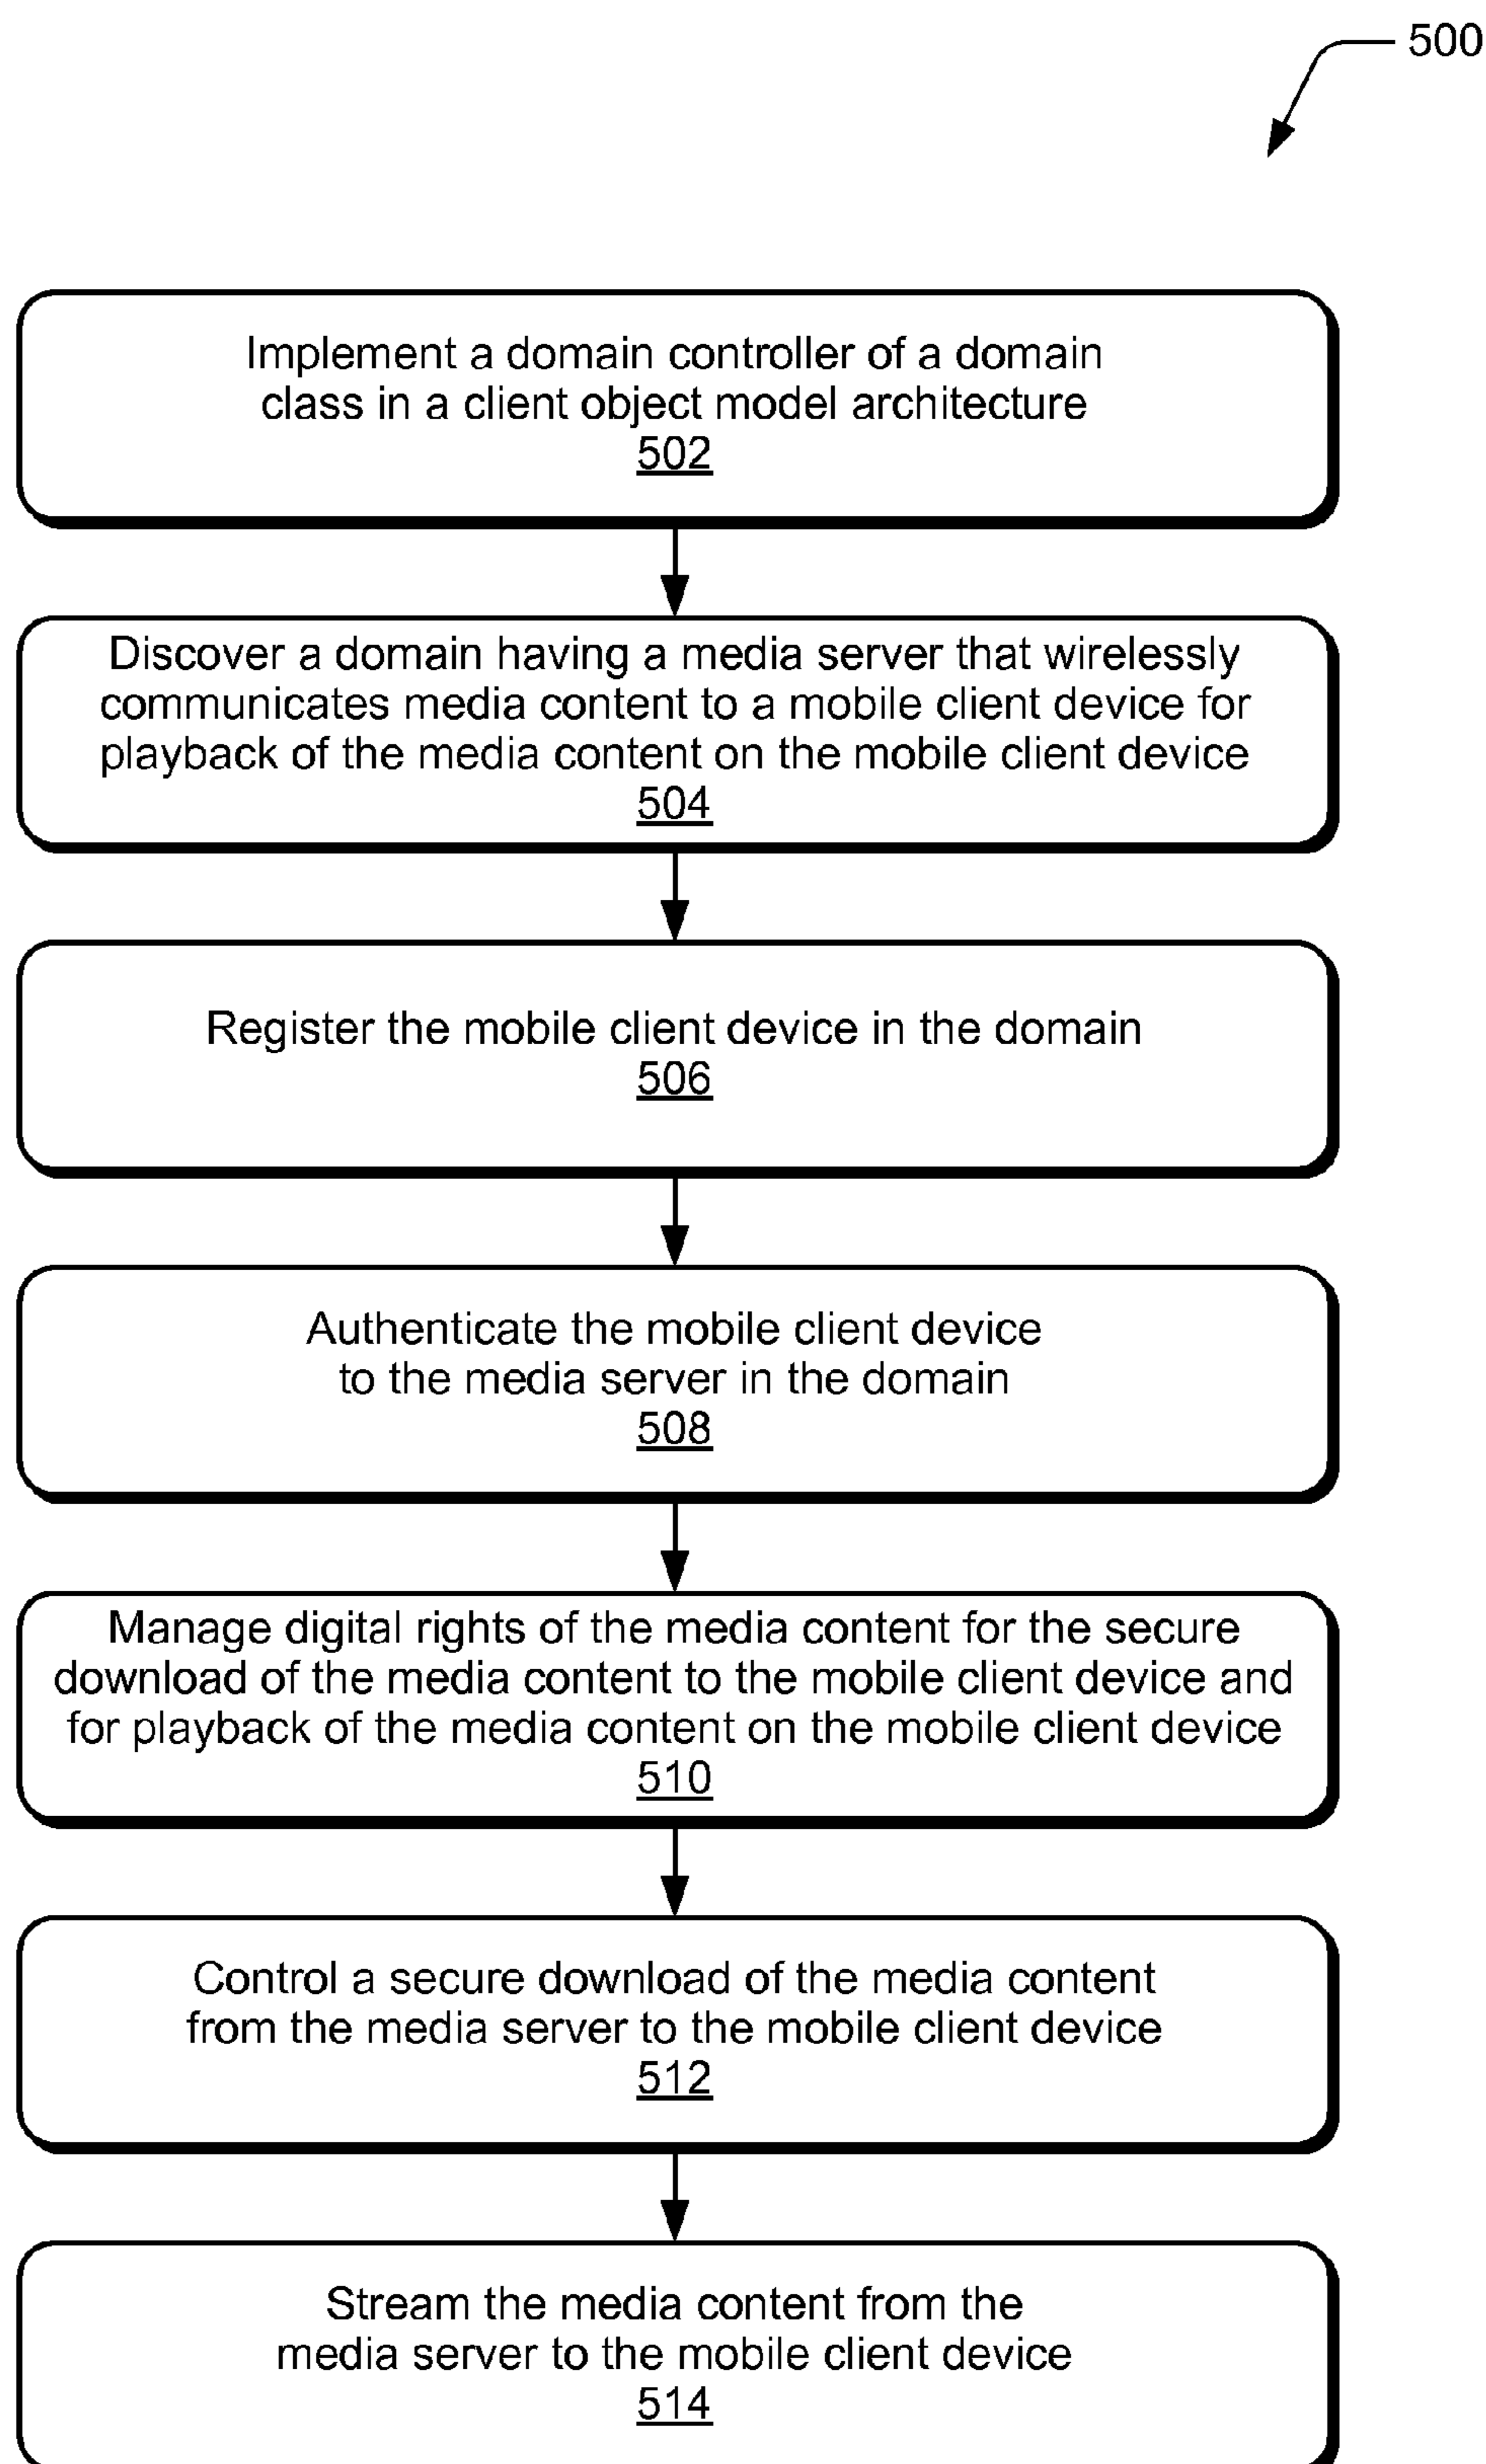 500
Implement a domain controller of a domain
class in a client object model architecture
502
Discover a domain having a media server that wirelessly
communicates media content to a mobile client device for
playback of the media content on the mobile client device
504
Register the mobile client device in the domain
506
Authenticate the mobile client device
to the media server in the domain
508
Manage digital rights of the media content for the secure
download of the media content to the mobile client device and
for playback of the media content on the mobile client device
510
Control a secure download of the media content
from the media server to the mobile client device
512
Stream the media content from the
media server to the mobile client device
514